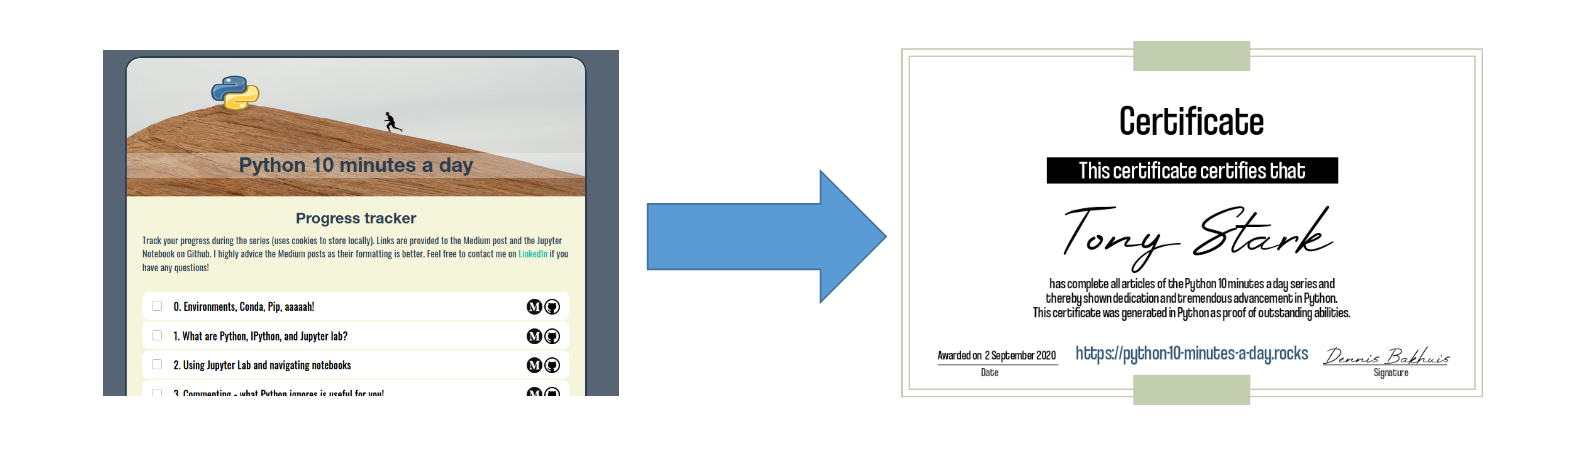 Python 10 minutes a day
Progress tracker
Track your progress during the series (uses cookies to store locally). Links are provided to the Medium post and the Jupyter
Notebook on Github. I highly advice the Medium posts as their formatting is better. Feel free to contact me on LinkedIn if you
have any questions!
0. Environments, Conda, Pip, aaaaah!
M
1. What are Python, IPython, and Jupyter lab?
M
2. Using Jupyter Lab and navigating notebooks
M
3. Commenting - what Python ignores is useful for you!
M
Certificate
This certificate certifies that
Tony Stark
has complete all articles of the Python 10 minutes a day series and
thereby shown dedication and tremendous advancement in Python.
This certificate was generated in Python as proof of outstanding abilities.
Awarded on 2 September 2020
Date
https://python-10-minutes-a-day.rocks
Dennis Bakhuis
Signature